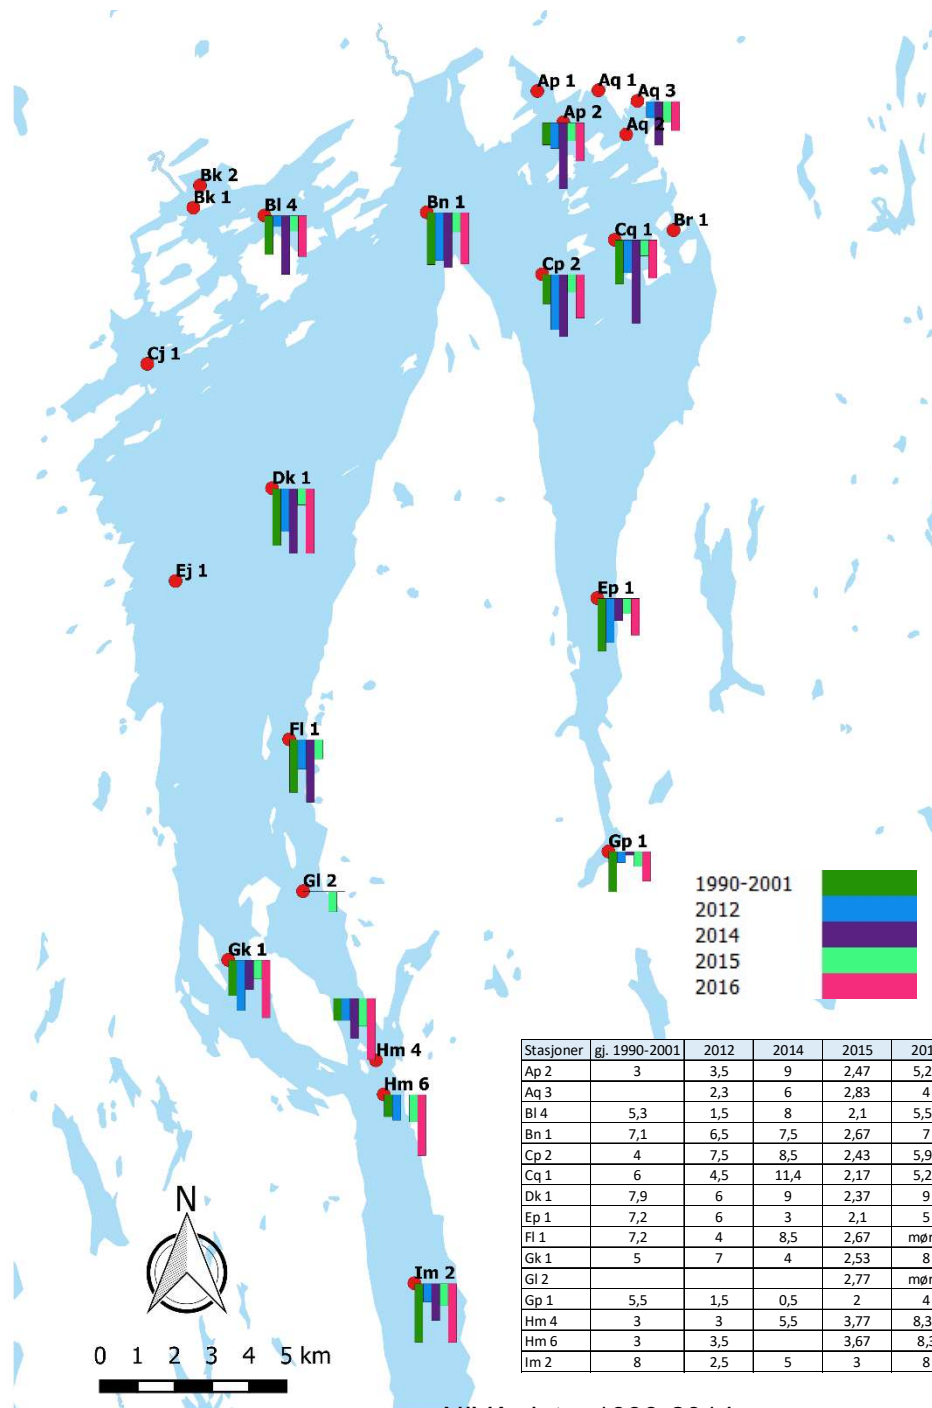 Ap 1
Aq 1
Aq 3
Ap 2
Aq 2
Bk 2
Bk 1
Bl 4
Bn 1
Br 1
Cq 1
Cp 2
Cj 1
Dk 1
Ej 1
Ep 1
Fl 1
Gp 1
Gl 2
1990-2001
2012
2014
2015
2016
Gk 1
Hm 4
Hm 6
Im 2
N
0 1 2 3 4 5 km
Stasjoner gj. 1990-2001 2012 2014 2015 201
Ap 2 3 3,5 9 2,47 5,2
Aq 3 2,3 6 2,83 4
Bl 4 5,3 1,5 8 2,1 5,5
Bn 1 7,1 6,5 7,5 2,67 7
Cp 2 4 7,5 8,5 2,43 5,9
Cq 1 6 4,5 11,4 2,17 5,2
Dk 1 7,9 6 9 2,37 9
Ep 1 7,2 6 3 2,1 5
Fl 1 7,2 4 8,5 2,67 mør
Gk 1 5 7 4 2,53 8
Gl 2 2,77 mør
Gp 1 5,5 1,5 0,5 2 4
Hm 4 3 3 5,5 3,77 8,3
Hm 6 3 3,5 3,67 8,3
Im 2 8 2,5 5 3 8